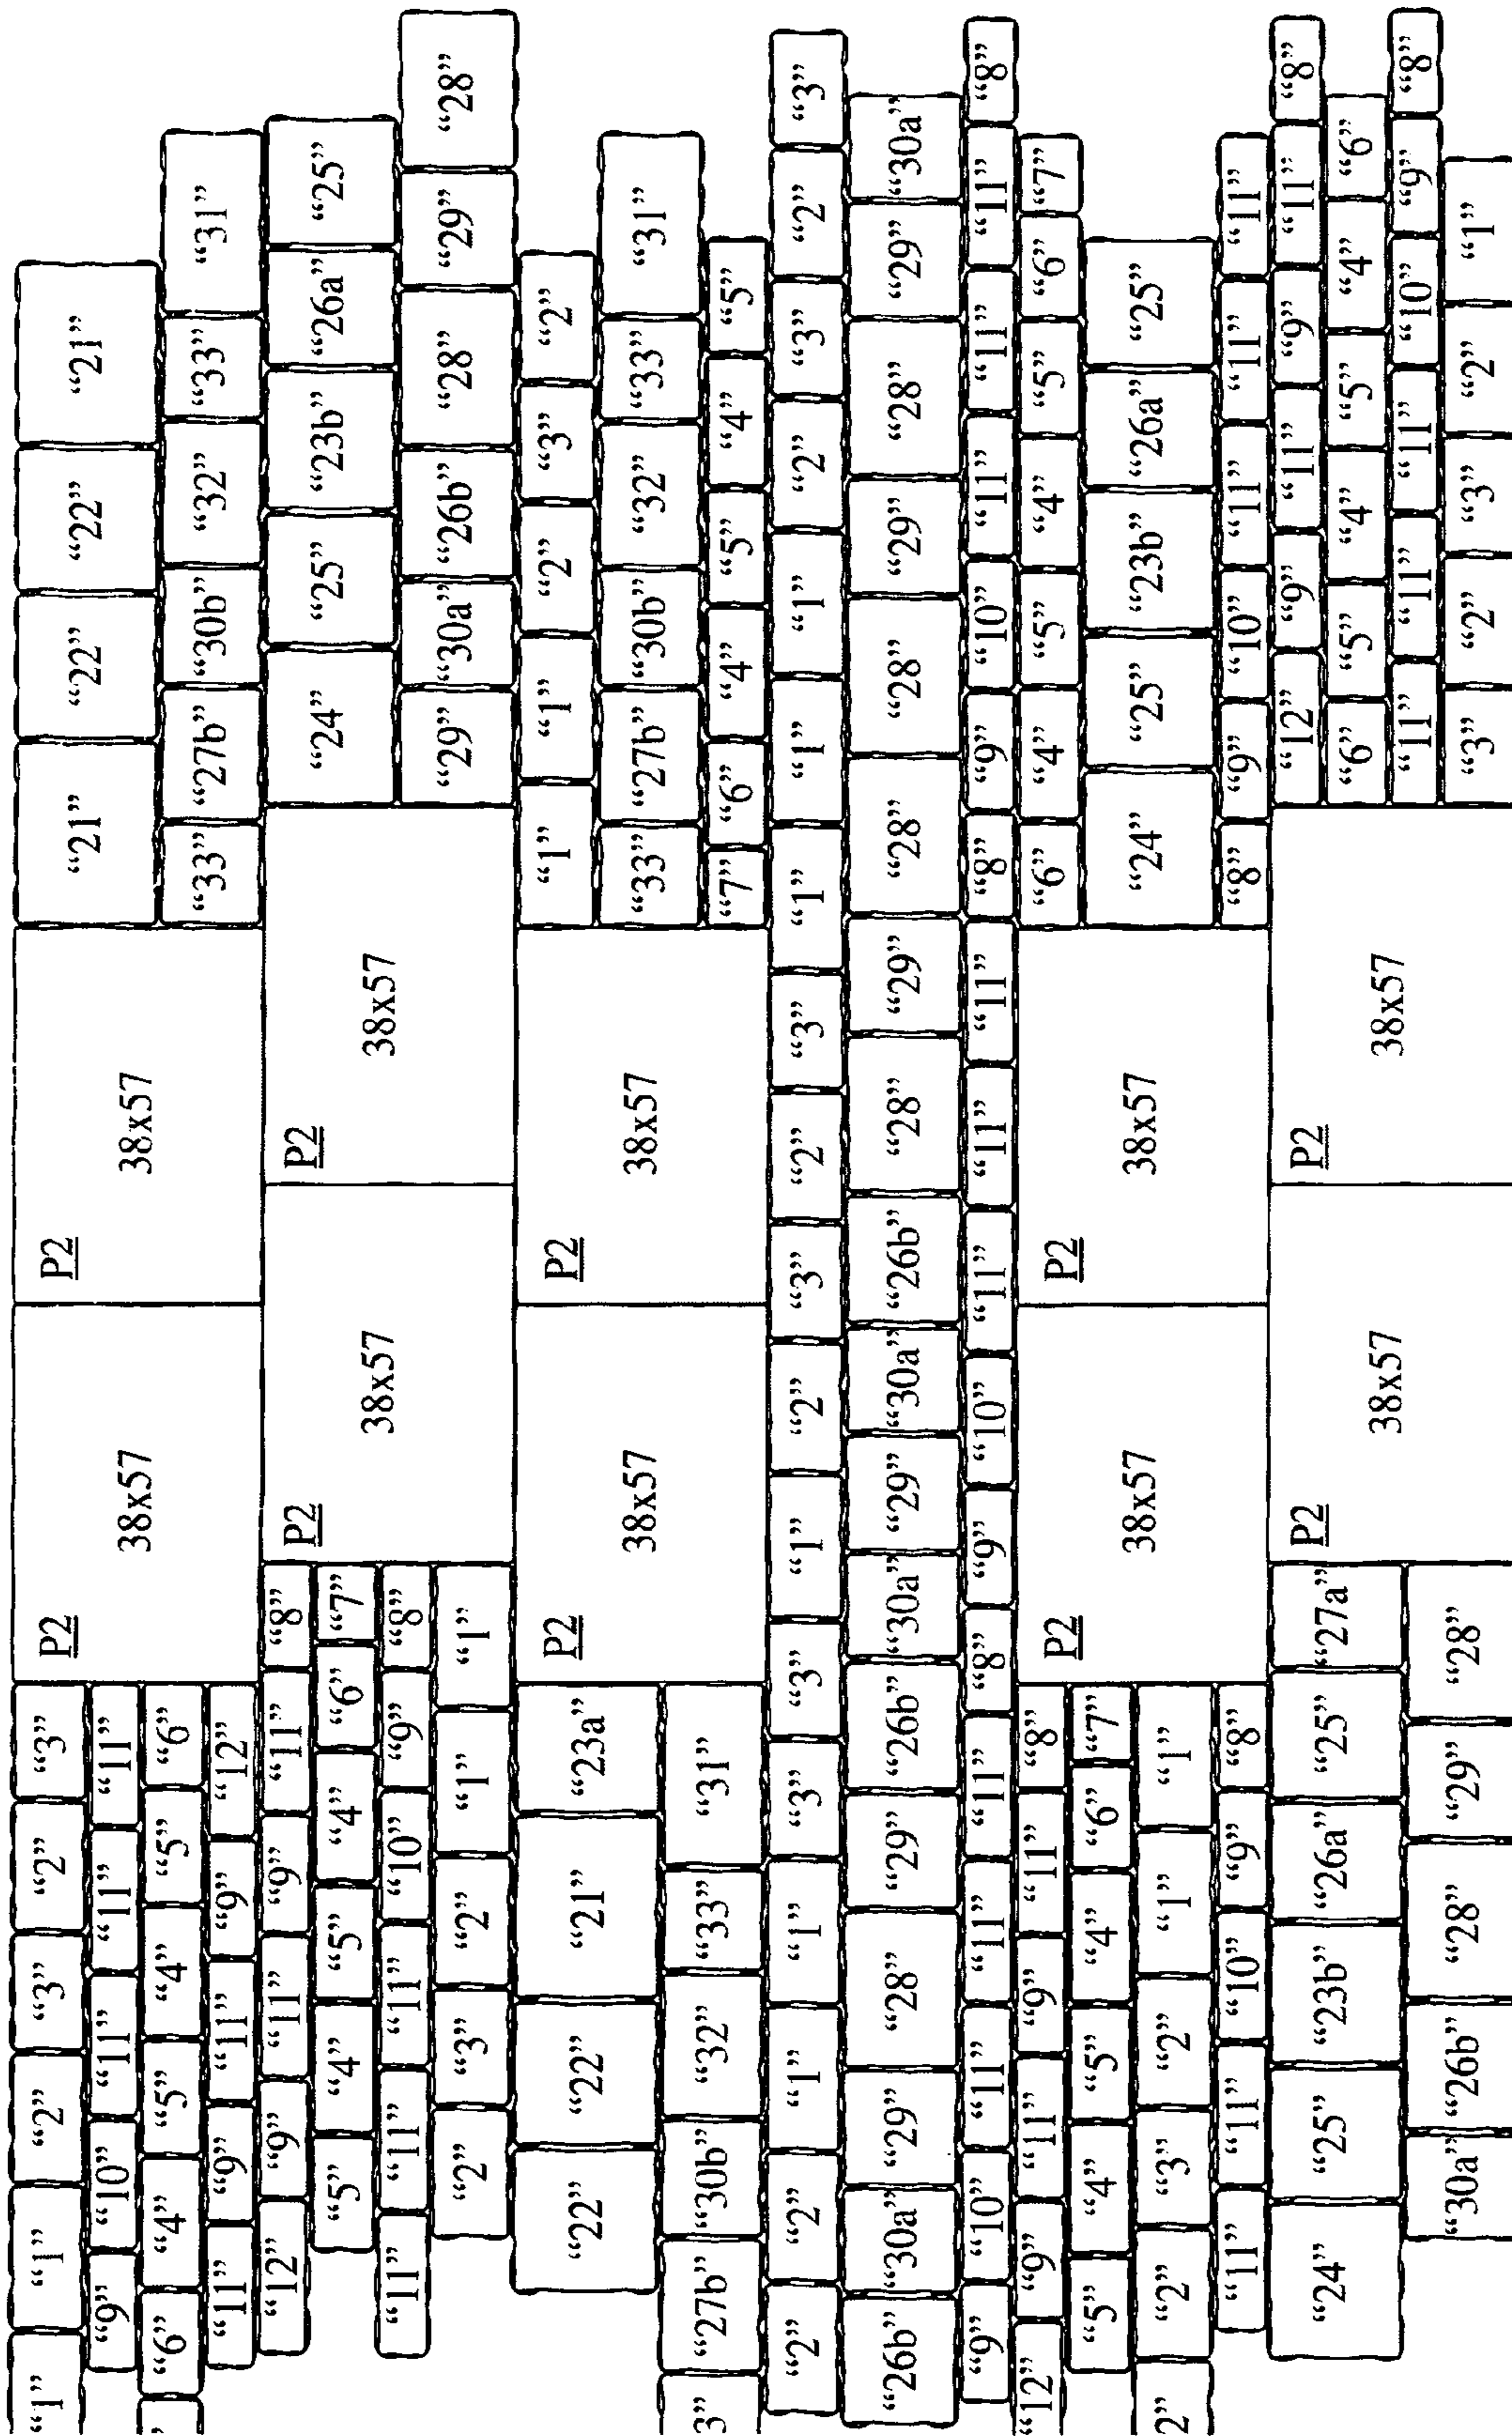 “1” “1” “2” “3” “2” “3”
“9” “10” “11” “11” “11”
“6” “4” “5” “4” “5” “6”
“11” “9” “11” “9” “12”
P2 38x57
P2 38x57
“21” “22” “22” “21”
“33” “27b” “30b” “32” “33” “31”
“12” “9” “11” “9” “11” “8”
“5” “4” “5” “4” “6” “7”
“11” “11” “11” “10” “9” “8”
“2” “3” “2” “1” “1”
P2 38x57
P2 38x57
“24” “25” “23b” “26a” “25”
“29” “30a” “26b” “28” “29” “28”
“22” “22” “21” “23a”
3” “27b” “30b” “32” “33” “31”
P2 38x57
P2 38x57
“1” “1” “2” “3” “2”
“33” “27b” “30b” “32” “33” “31”
“7” “6” “4” “5” “4” “5”
“2” “2” “1” “1” “3” “3” “1” “2” “3” “2” “3” “1” “1” “1” “2” “3” “2” “3”
“26b” “30a” “29” “28” “29” “26b” “30a” “29” “30a” “26b” “28” “29” “28” “28” “29” “28” “29” “30a”
“9” “10” “11” “11” “11” “8” “9” “10” “11” “11” “11” “8” “9” “10” “11” “11” “11” “8”
“12” “9” “11” “9” “11” “8”
“5” “4” “5” “4” “6” “7”
2” “2” “3” “2” “1” “1”
“11” “11” “10” “9” “8”
P2 38x57
P2 38x57
“6” “4” “5” “4” “5” “6” “7”
“24” “25” “23b” “26a” “25”
“8” “9” “10” “11” “11” “11”
“24” “25” “23b” “26a” “25” “27a”
“30a” “26b” “28” “29” “28”
P2 38x57
P2 38x57
“12” “9” “11” “9” “11” “8”
“6” “5” “4” “5” “4” “6”
“11” “11” “11” “10” “9” “8”
“3” “2” “3” “2” “1”